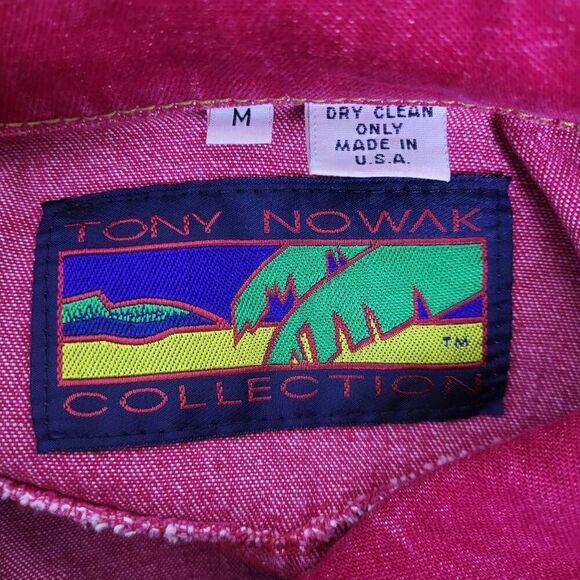 M
DRY CLEAN
ONLY
MADE IN
U.S.A.
TONY NOWAK
TM
COLLECTION